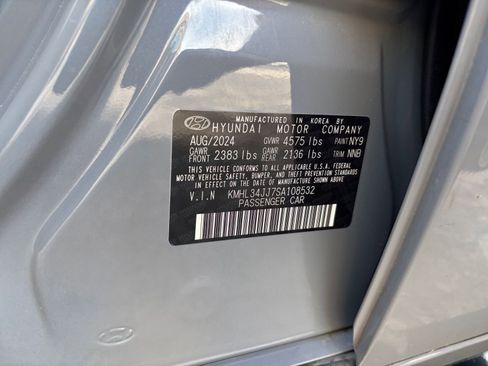 MANUFACTURED IN KOREA BY
HYUNDAI MOTOR COMPANY
AUG/2024 GVWR 4575 lbs PAINT NY9
GAWR FRONT 2383 lbs GAWR REAR 2136 lbs TRIM NNB
THIS VEHICLE CONFORMS TO ALL APPLICABLE U.S.A. FEDERAL
MOTOR VEHICLE SAFETY, BUMPER, AND THEFT PREVENTION STANDARDS
IN EFFECT ON THE DATE OF MANUFACTURE SHOWN ABOVE.
V.I.N KMHL34JJ7SA108532
PASSENGER CAR